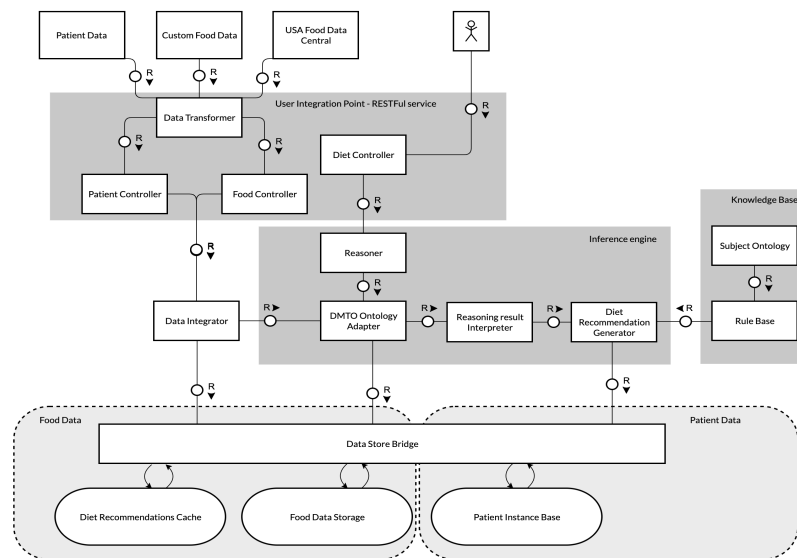 Patient Data
Custom Food Data
USA Food Data
Central
R
R
R
R
User Integration Point - RESTFul service
Data Transformer
R
R
Diet Controller
Patient Controller
Food Controller
R
Knowledge Base
R
Inference engine
Reasoner
Subject Ontology
R
R
Data Integrator
R
DMTO Ontology
Adapter
R
Reasoning result
Interpreter
R
Diet
Recommendation
Generator
R
Rule Base
R
R
R
Food Data
Patient Data
Data Store Bridge
Diet Recommendations Cache
Food Data Storage
Patient Instance Base